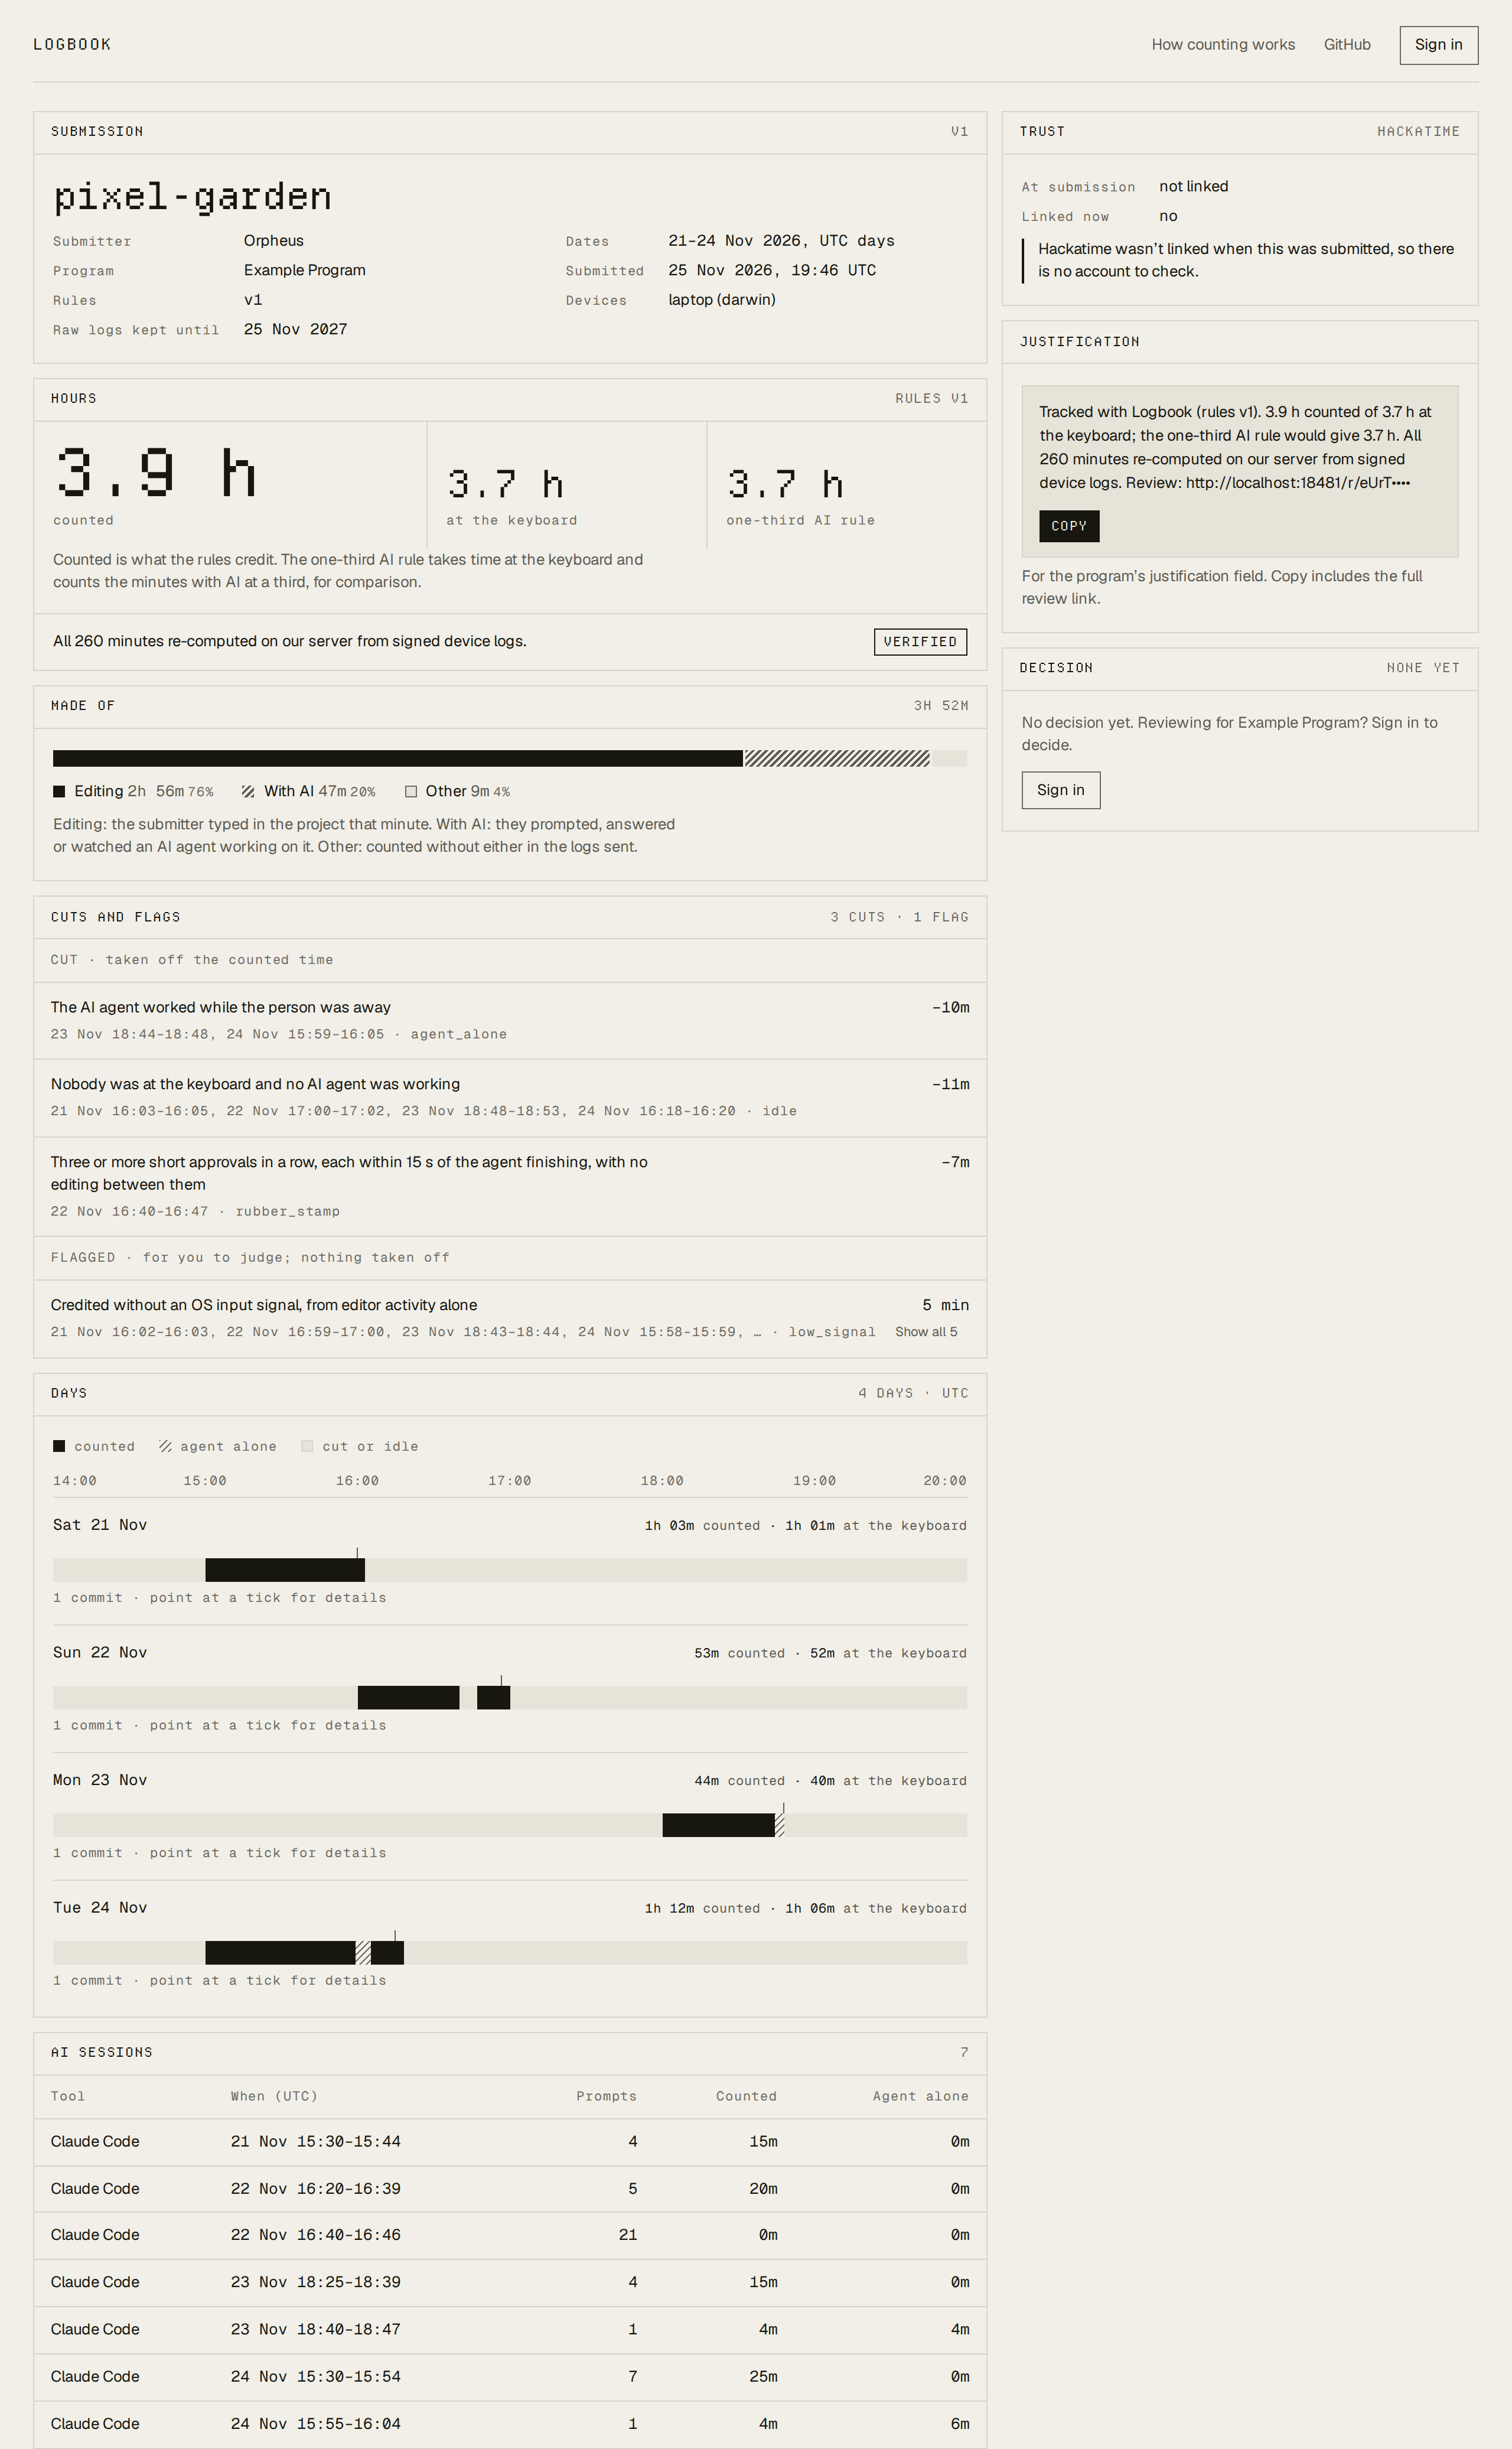 LOGBOOK
How counting works
GitHub
Sign in
SUBMISSION
V1
pixel-garden
Submitter
Orpheus
Dates
21–24 Nov 2026, UTC days
Program
Example Program
Submitted
25 Nov 2026, 19:46 UTC
Rules
v1
Devices
laptop (darwin)
Raw logs kept until
25 Nov 2027
HOURS
RULES V1
3.9 h
counted
3.7 h
at the keyboard
3.7 h
one-third AI rule
Counted is what the rules credit. The one-third AI rule takes time at the keyboard and
counts the minutes with AI at a third, for comparison.
All 260 minutes re-computed on our server from signed device logs.
VERIFIED
MADE OF
3H 52M
Editing 2h 56m 76%
With AI 47m 20%
Other 9m 4%
Editing: the submitter typed in the project that minute. With AI: they prompted, answered
or watched an AI agent working on it. Other: counted without either in the logs sent.
CUTS AND FLAGS
3 CUTS · 1 FLAG
CUT · taken off the counted time
The AI agent worked while the person was away
−10m
23 Nov 18:44–18:48, 24 Nov 15:59–16:05 · agent_alone
Nobody was at the keyboard and no AI agent was working
−11m
21 Nov 16:03–16:05, 22 Nov 17:00–17:02, 23 Nov 18:48–18:53, 24 Nov 16:18–16:20 · idle
Three or more short approvals in a row, each within 15 s of the agent finishing, with no
editing between them
−7m
22 Nov 16:40–16:47 · rubber_stamp
FLAGGED · for you to judge; nothing taken off
Credited without an OS input signal, from editor activity alone
5 min
21 Nov 16:02–16:03, 22 Nov 16:59–17:00, 23 Nov 18:43–18:44, 24 Nov 15:58–15:59, … · low_signal
Show all 5
DAYS
4 DAYS · UTC
counted
agent alone
cut or idle
14:00 15:00 16:00 17:00 18:00 19:00 20:00
Sat 21 Nov
1h 03m counted · 1h 01m at the keyboard
1 commit · point at a tick for details
Sun 22 Nov
53m counted · 52m at the keyboard
1 commit · point at a tick for details
Mon 23 Nov
44m counted · 40m at the keyboard
1 commit · point at a tick for details
Tue 24 Nov
1h 12m counted · 1h 06m at the keyboard
1 commit · point at a tick for details
AI SESSIONS
7
Tool When (UTC) Prompts Counted Agent alone
Claude Code 21 Nov 15:30–15:44 4 15m 0m
Claude Code 22 Nov 16:20–16:39 5 20m 0m
Claude Code 22 Nov 16:40–16:46 21 0m 0m
Claude Code 23 Nov 18:25–18:39 4 15m 0m
Claude Code 23 Nov 18:40–18:47 1 4m 4m
Claude Code 24 Nov 15:30–15:54 7 25m 0m
Claude Code 24 Nov 15:55–16:04 1 4m 6m
TRUST
HACKATIME
At submission
not linked
Linked now
no
Hackatime wasn’t linked when this was submitted, so there
is no account to check.
JUSTIFICATION
Tracked with Logbook (rules v1). 3.9 h counted of 3.7 h at
the keyboard; the one-third AI rule would give 3.7 h. All
260 minutes re-computed on our server from signed
device logs. Review: http://localhost:18481/r/eUrT••••
COPY
For the program’s justification field. Copy includes the full
review link.
DECISION
NONE YET
No decision yet. Reviewing for Example Program? Sign in to
decide.
Sign in